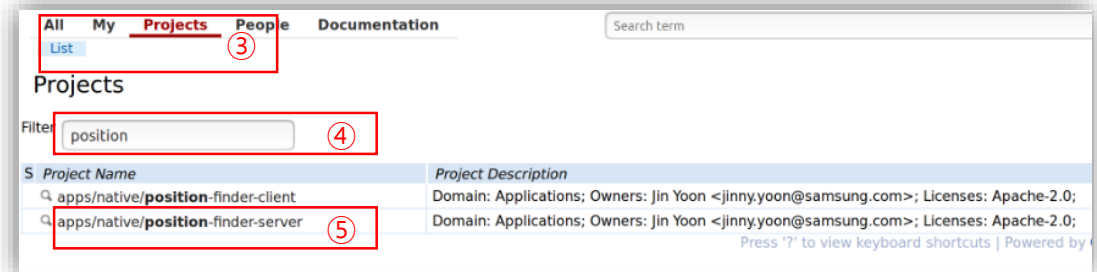 All My Projects People Documentation Search term
List
③
Projects
Filter position ④
S Project Name Project Description
apps/native/position-finder-client Domain: Applications; Owners: Jin Yoon <jinny.yoon@samsung.com>; Licenses: Apache-2.0;
apps/native/position-finder-server Domain: Applications; Owners: Jin Yoon <jinny.yoon@samsung.com>; Licenses: Apache-2.0;
⑤
Press '?' to view keyboard shortcuts | Powered by